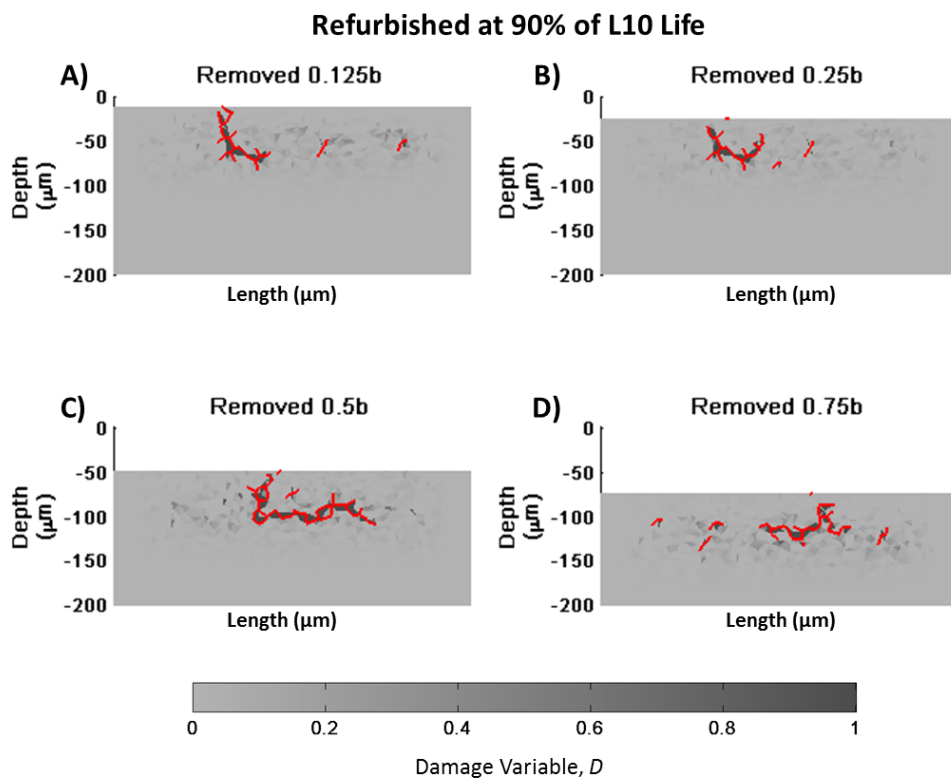 Refurbished at 90% of L10 Life
A)
Removed 0.125b
0
-50
-100
-150
-200
Depth
(µm)
Length (µm)
B)
Removed 0.25b
0
-50
-100
-150
-200
Depth
(µm)
Length (µm)
C)
Removed 0.5b
0
-50
-100
-150
-200
Depth
(µm)
Length (µm)
D)
Removed 0.75b
0
-50
-100
-150
-200
Depth
(µm)
Length (µm)
0 0.2 0.4 0.6 0.8 1
Damage Variable, D